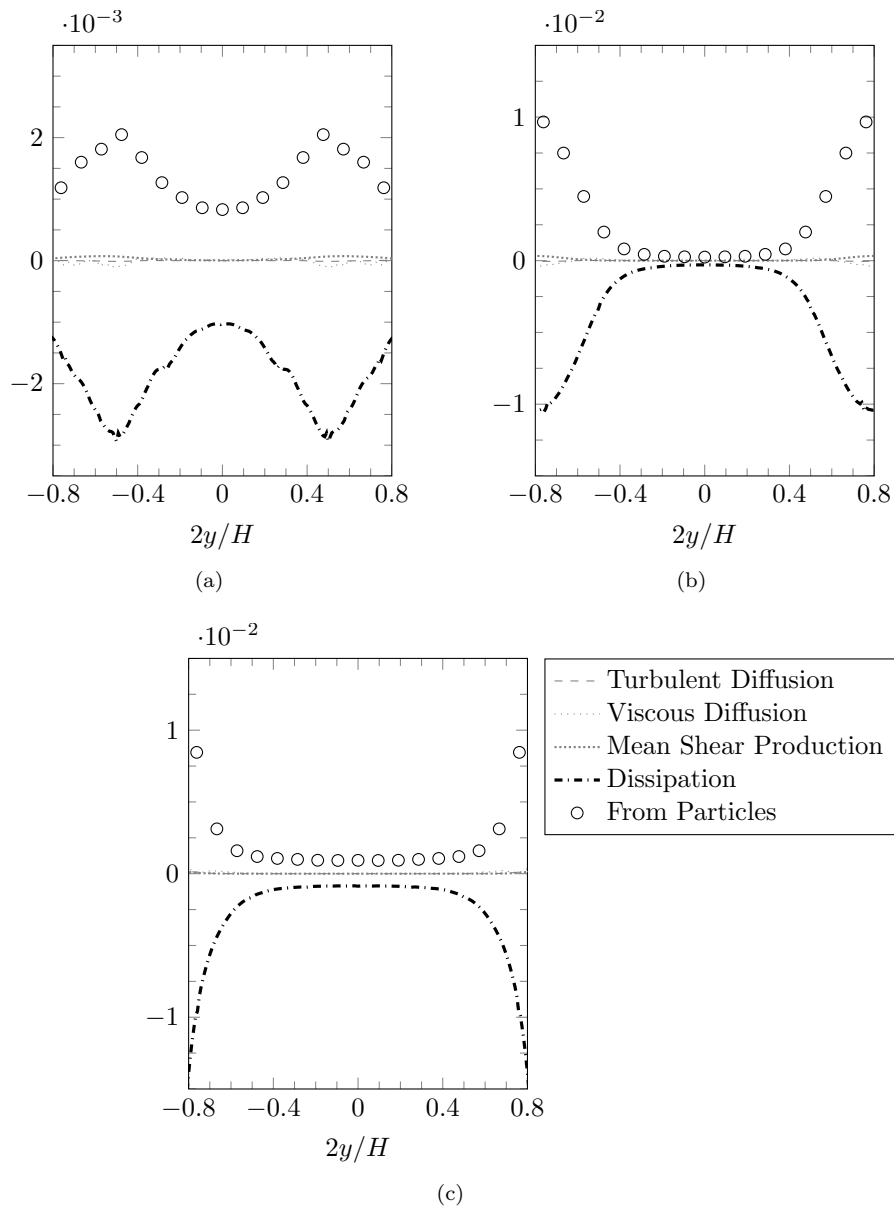 ·10−3
2
0
−2
−0.8 −0.4 0 0.4 0.8
2y/H
(a)
·10−2
1
0
−1
−0.8 −0.4 0 0.4 0.8
2y/H
(b)
·10−2
1
0
−1
−0.8 −0.4 0 0.4 0.8
2y/H
(c)
Turbulent Diffusion
Viscous Diffusion
Mean Shear Production
Dissipation
From Particles